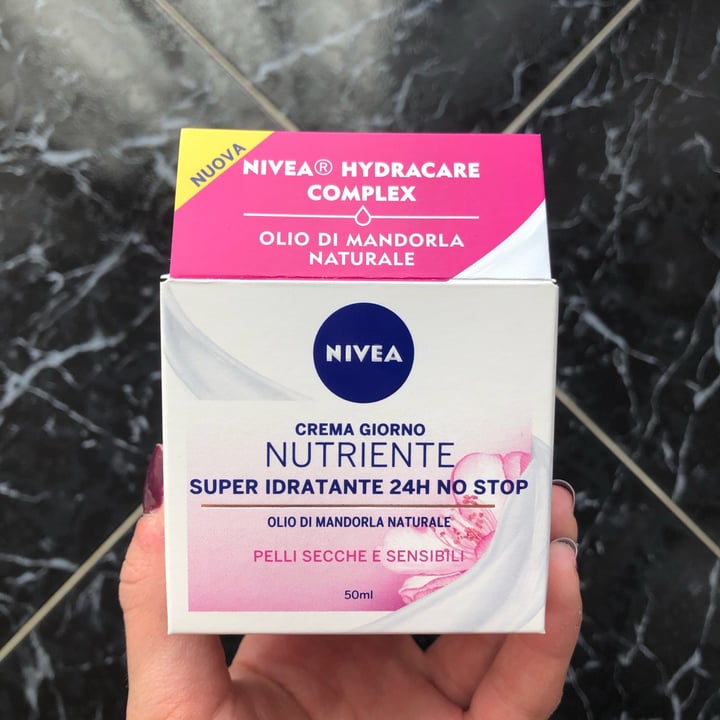 NUOVA
NIVEA® HYDRACARE
COMPLEX
OLIO DI MANDORLA
NATURALE
NIVEA
CREMA GIORNO
NUTRIENTE
SUPER IDRATANTE 24H NO STOP
OLIO DI MANDORLA NATURALE
PELLI SECCHE E SENSIBILI
50ml